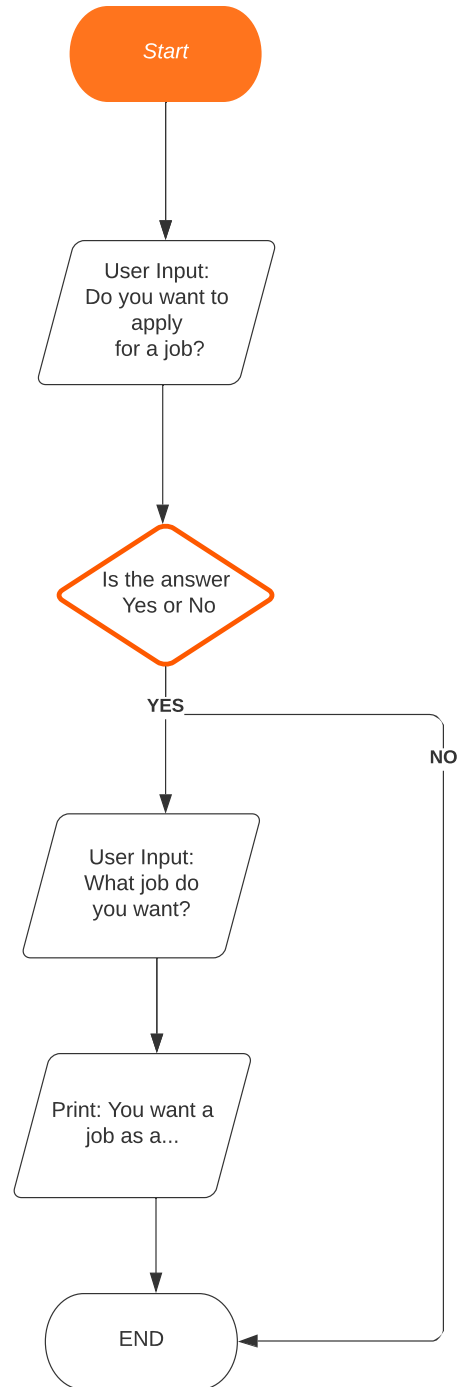 Start
User Input:
Do you want to
apply
for a job?
Is the answer
Yes or No
YES
NO
User Input:
What job do
you want?
Print: You want a
job as a...
END